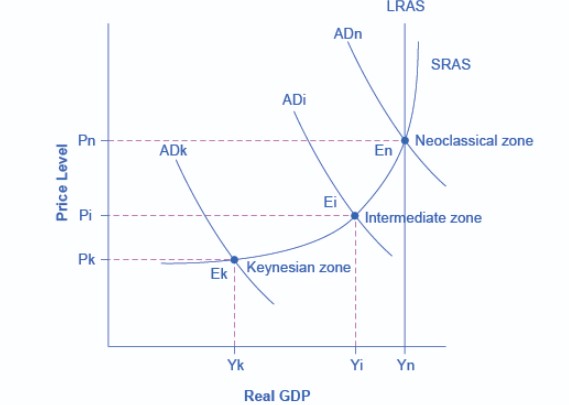 LRAS
ADn
SRAS
ADi
Pn
En
Neoclassical zone
ADk
Price Level
Ei
Pi
Intermediate zone
Pk
Ek
Keynesian zone
Yk
Yi
Yn
Real GDP